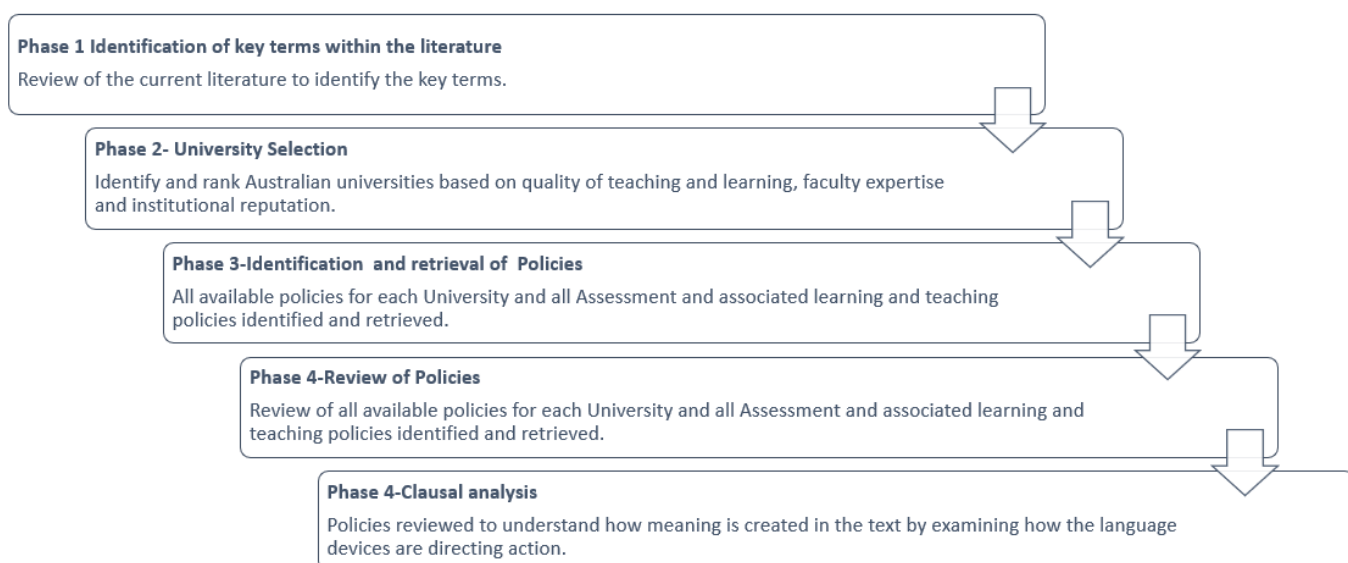 Phase 1 Identification of key terms within the literature
Review of the current literature to identify the key terms.
Phase 2- University Selection
Identify and rank Australian universities based on quality of teaching and learning, faculty expertise
and institutional reputation.
Phase 3-Identification and retrieval of Policies
All available policies for each University and all Assessment and associated learning and teaching
policies identified and retrieved.
Phase 4-Review of Policies
Review of all available policies for each University and all Assessment and associated learning and
teaching policies identified and retrieved.
Phase 4-Clausal analysis
Policies reviewed to understand how meaning is created in the text by examining how the language
devices are directing action.